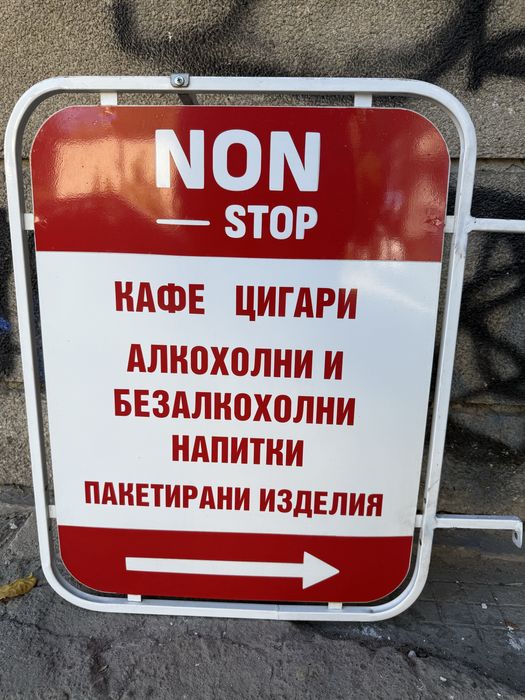 NON
— STOP
КАФЕ ЦИГАРИ
АЛКОХОЛНИ И
БЕЗАЛКОХОЛНИ
НАПИТКИ
ПАКЕТИРАНИ ИЗДЕЛИЯ